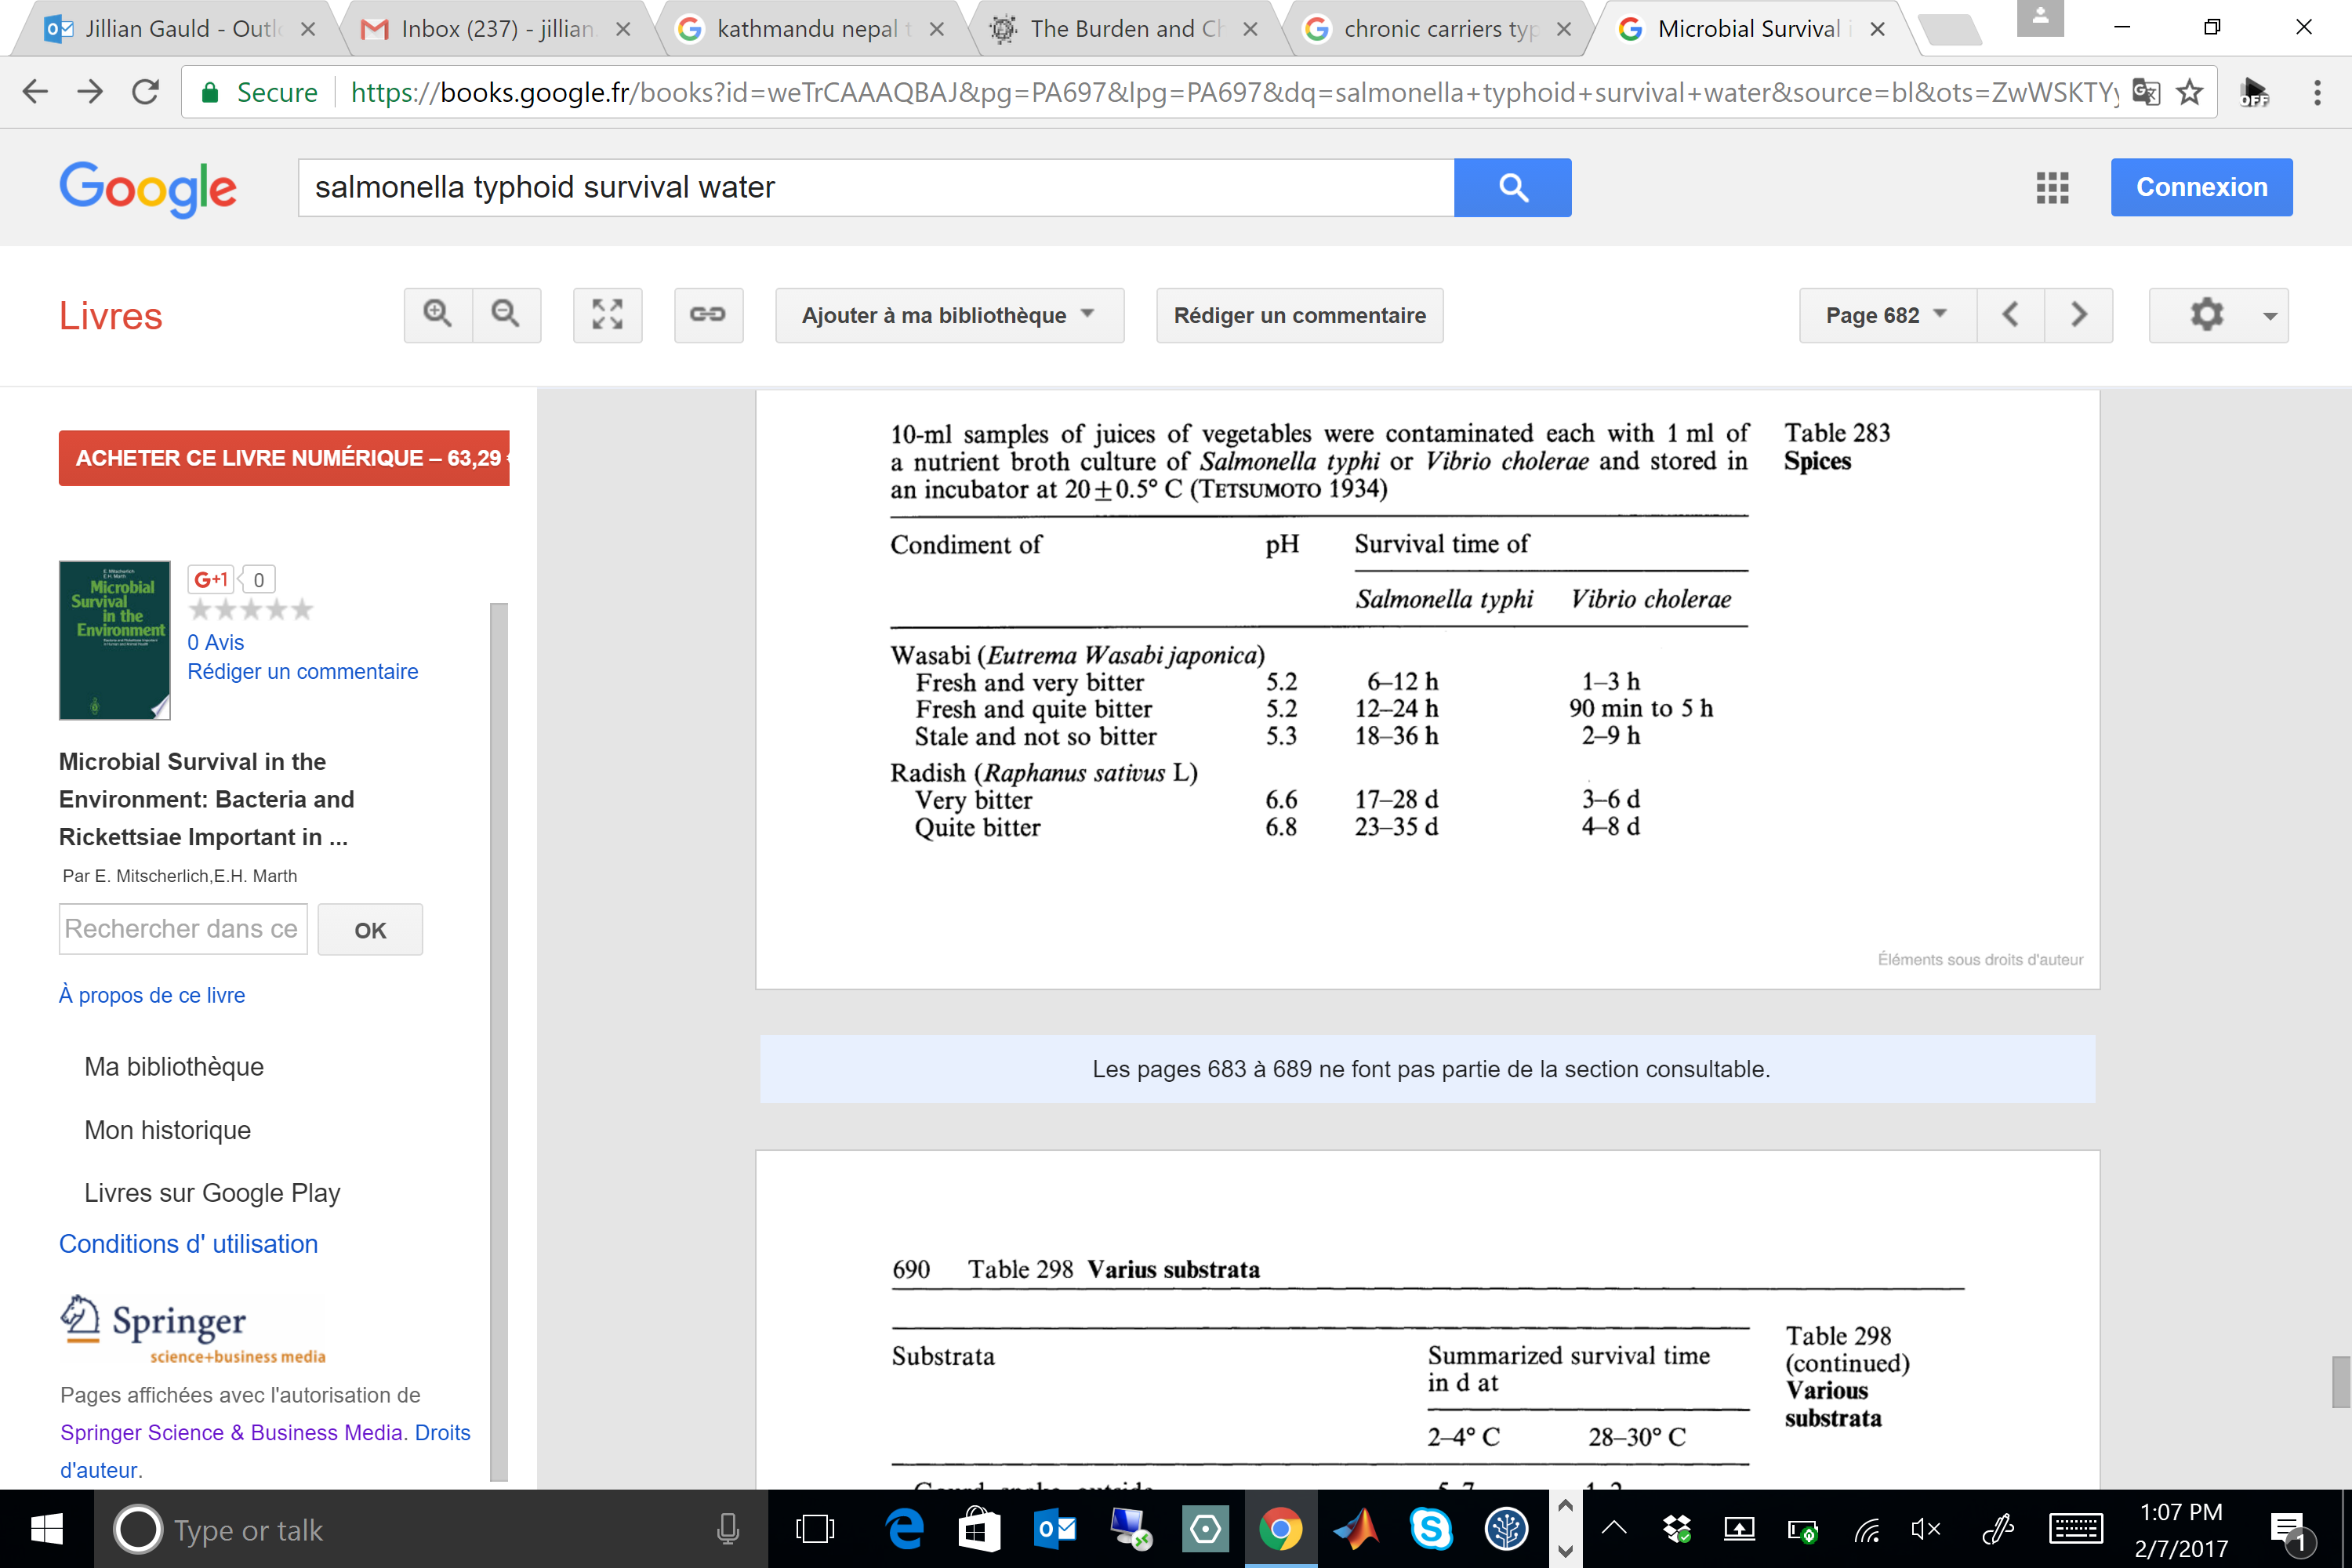 Jillian Gauld - Outl
Inbox (237) - jillian
kathmandu nepal t
The Burden and Ch
chronic carriers typ
Microbial Survival i
Secure
https://books.google.fr/books?id=weTrCAAAQBAJ&pg=PA697&lpg=PA697&dq=salmonella+typhoid+survival+water&source=bl&ots=ZwWSKTYy
OFF
Google
salmonella typhoid survival water
Connexion
Livres
Ajouter à ma bibliothèque
Rédiger un commentaire
Page 682
ACHETER CE LIVRE NUMÉRIQUE – 63,29 €
E. Mitscherlich
E.H. Marth
Microbial
Survival
in the
Environment
G+1
0
0 Avis
Rédiger un commentaire
Microbial Survival in the
Environment: Bacteria and
Rickettsiae Important in ...
Par E. Mitscherlich,E.H. Marth
Rechercher dans ce
OK
À propos de ce livre
Ma bibliothèque
Mon historique
Livres sur Google Play
Conditions d' utilisation
Springer
science+business media
Pages affichées avec l'autorisation de
Springer Science & Business Media. Droits
d'auteur.
10-ml samples of juices of vegetables were contaminated each with 1 ml of
a nutrient broth culture of Salmonella typhi or Vibrio cholerae and stored in
an incubator at 20±0.5° C (TETSUMOTO 1934)
Table 283
Spices
Condiment of pH Survival time of
Salmonella typhi Vibrio cholerae
Wasabi (Eutrema Wasabi japonica)
Fresh and very bitter 5.2 6–12 h 1–3 h
Fresh and quite bitter 5.2 12–24 h 90 min to 5 h
Stale and not so bitter 5.3 18–36 h 2–9 h
Radish (Raphanus sativus L)
Very bitter 6.6 17–28 d 3–6 d
Quite bitter 6.8 23–35 d 4–8 d
Éléments sous droits d'auteur
Les pages 683 à 689 ne font pas partie de la section consultable.
690 Table 298 Varius substrata
Substrata Summarized survival time
in d at
2–4° C 28–30° C
Table 298
(continued)
Various
substrata
Type or talk
1:07 PM
2/7/2017
1